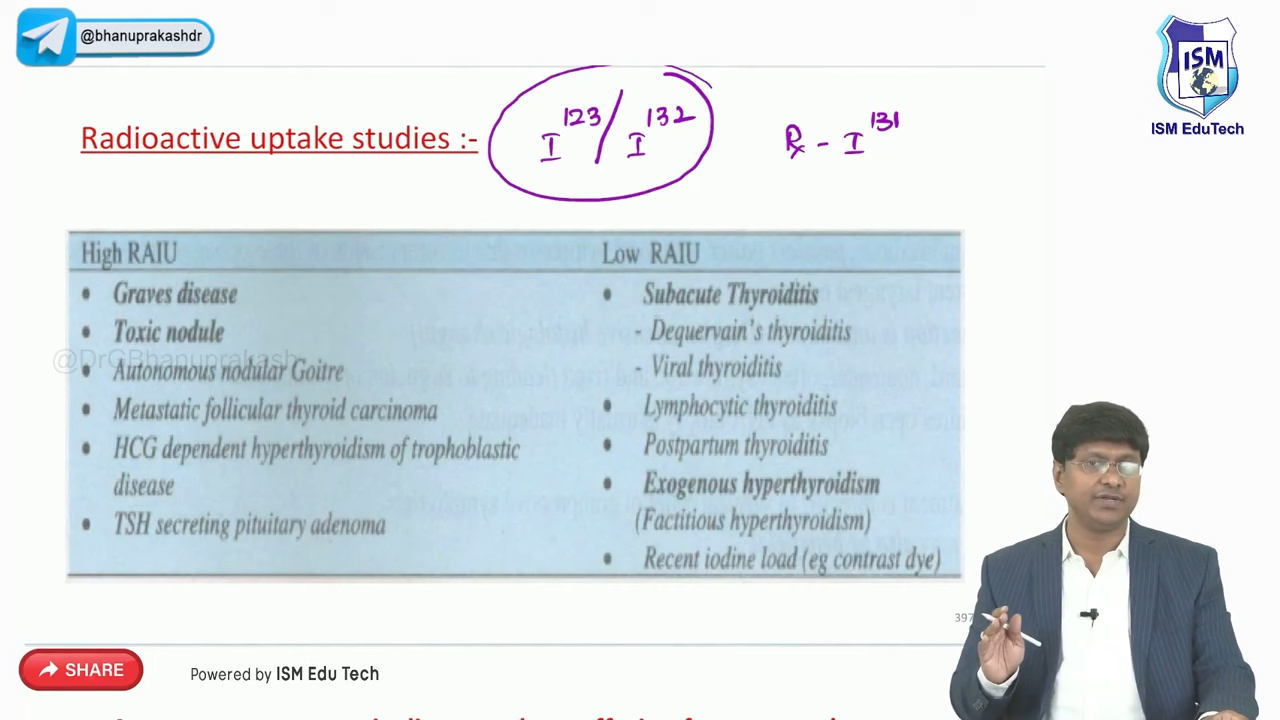 @bhanuprakashdr
ISM
ISM EduTech
Radioactive uptake studies :- I 123 / I 132 Rx - I 131
High RAIU Low RAIU
• Graves disease • Subacute Thyroiditis
• Toxic nodule - Dequervain's thyroiditis
@DrGBhanuprakash
• Autonomous nodular Goitre - Viral thyroiditis
• Metastatic follicular thyroid carcinoma • Lymphocytic thyroiditis
• HCG dependent hyperthyroidism of trophoblastic • Postpartum thyroiditis
disease • Exogenous hyperthyroidism
• TSH secreting pituitary adenoma (Factitious hyperthyroidism)
• Recent iodine load (eg contrast dye)
397
SHARE
Powered by ISM Edu Tech